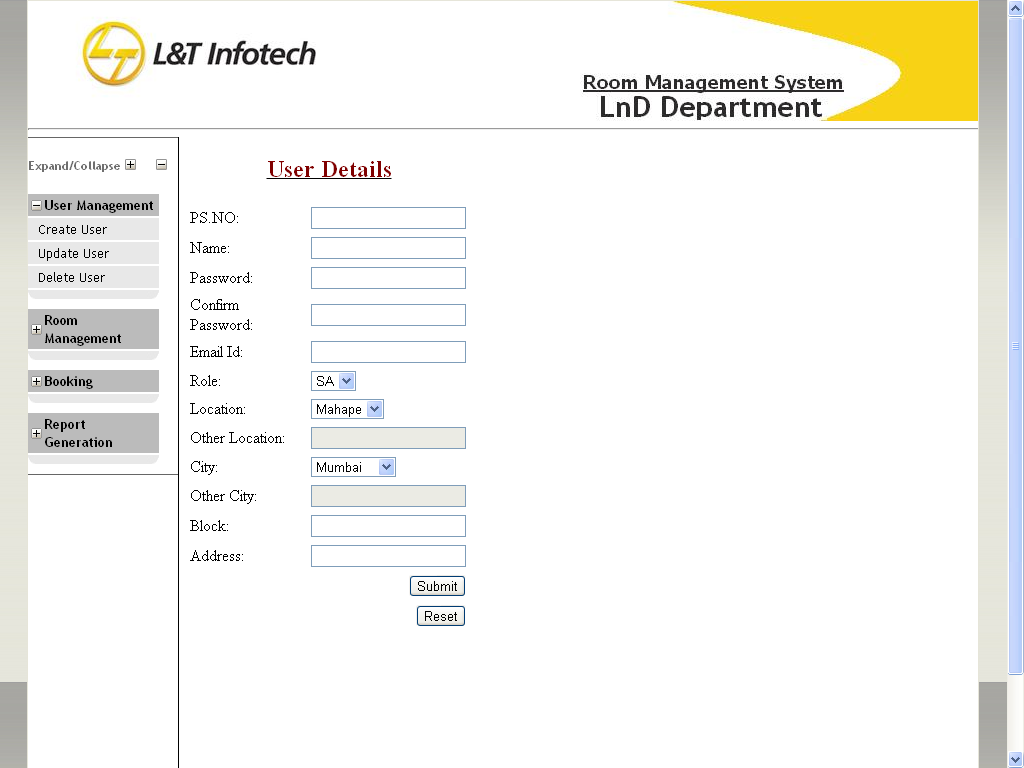 L&T Infotech
Room Management System
LnD Department
Expand/Collapse
User Management
Create User
Update User
Delete User
Room
Management
Booking
Report
Generation
User Details
PS.NO:
Name:
Password:
Confirm
Password:
Email Id:
Role: SA
Location: Mahape
Other Location:
City: Mumbai
Other City:
Block:
Address:
Submit
Reset